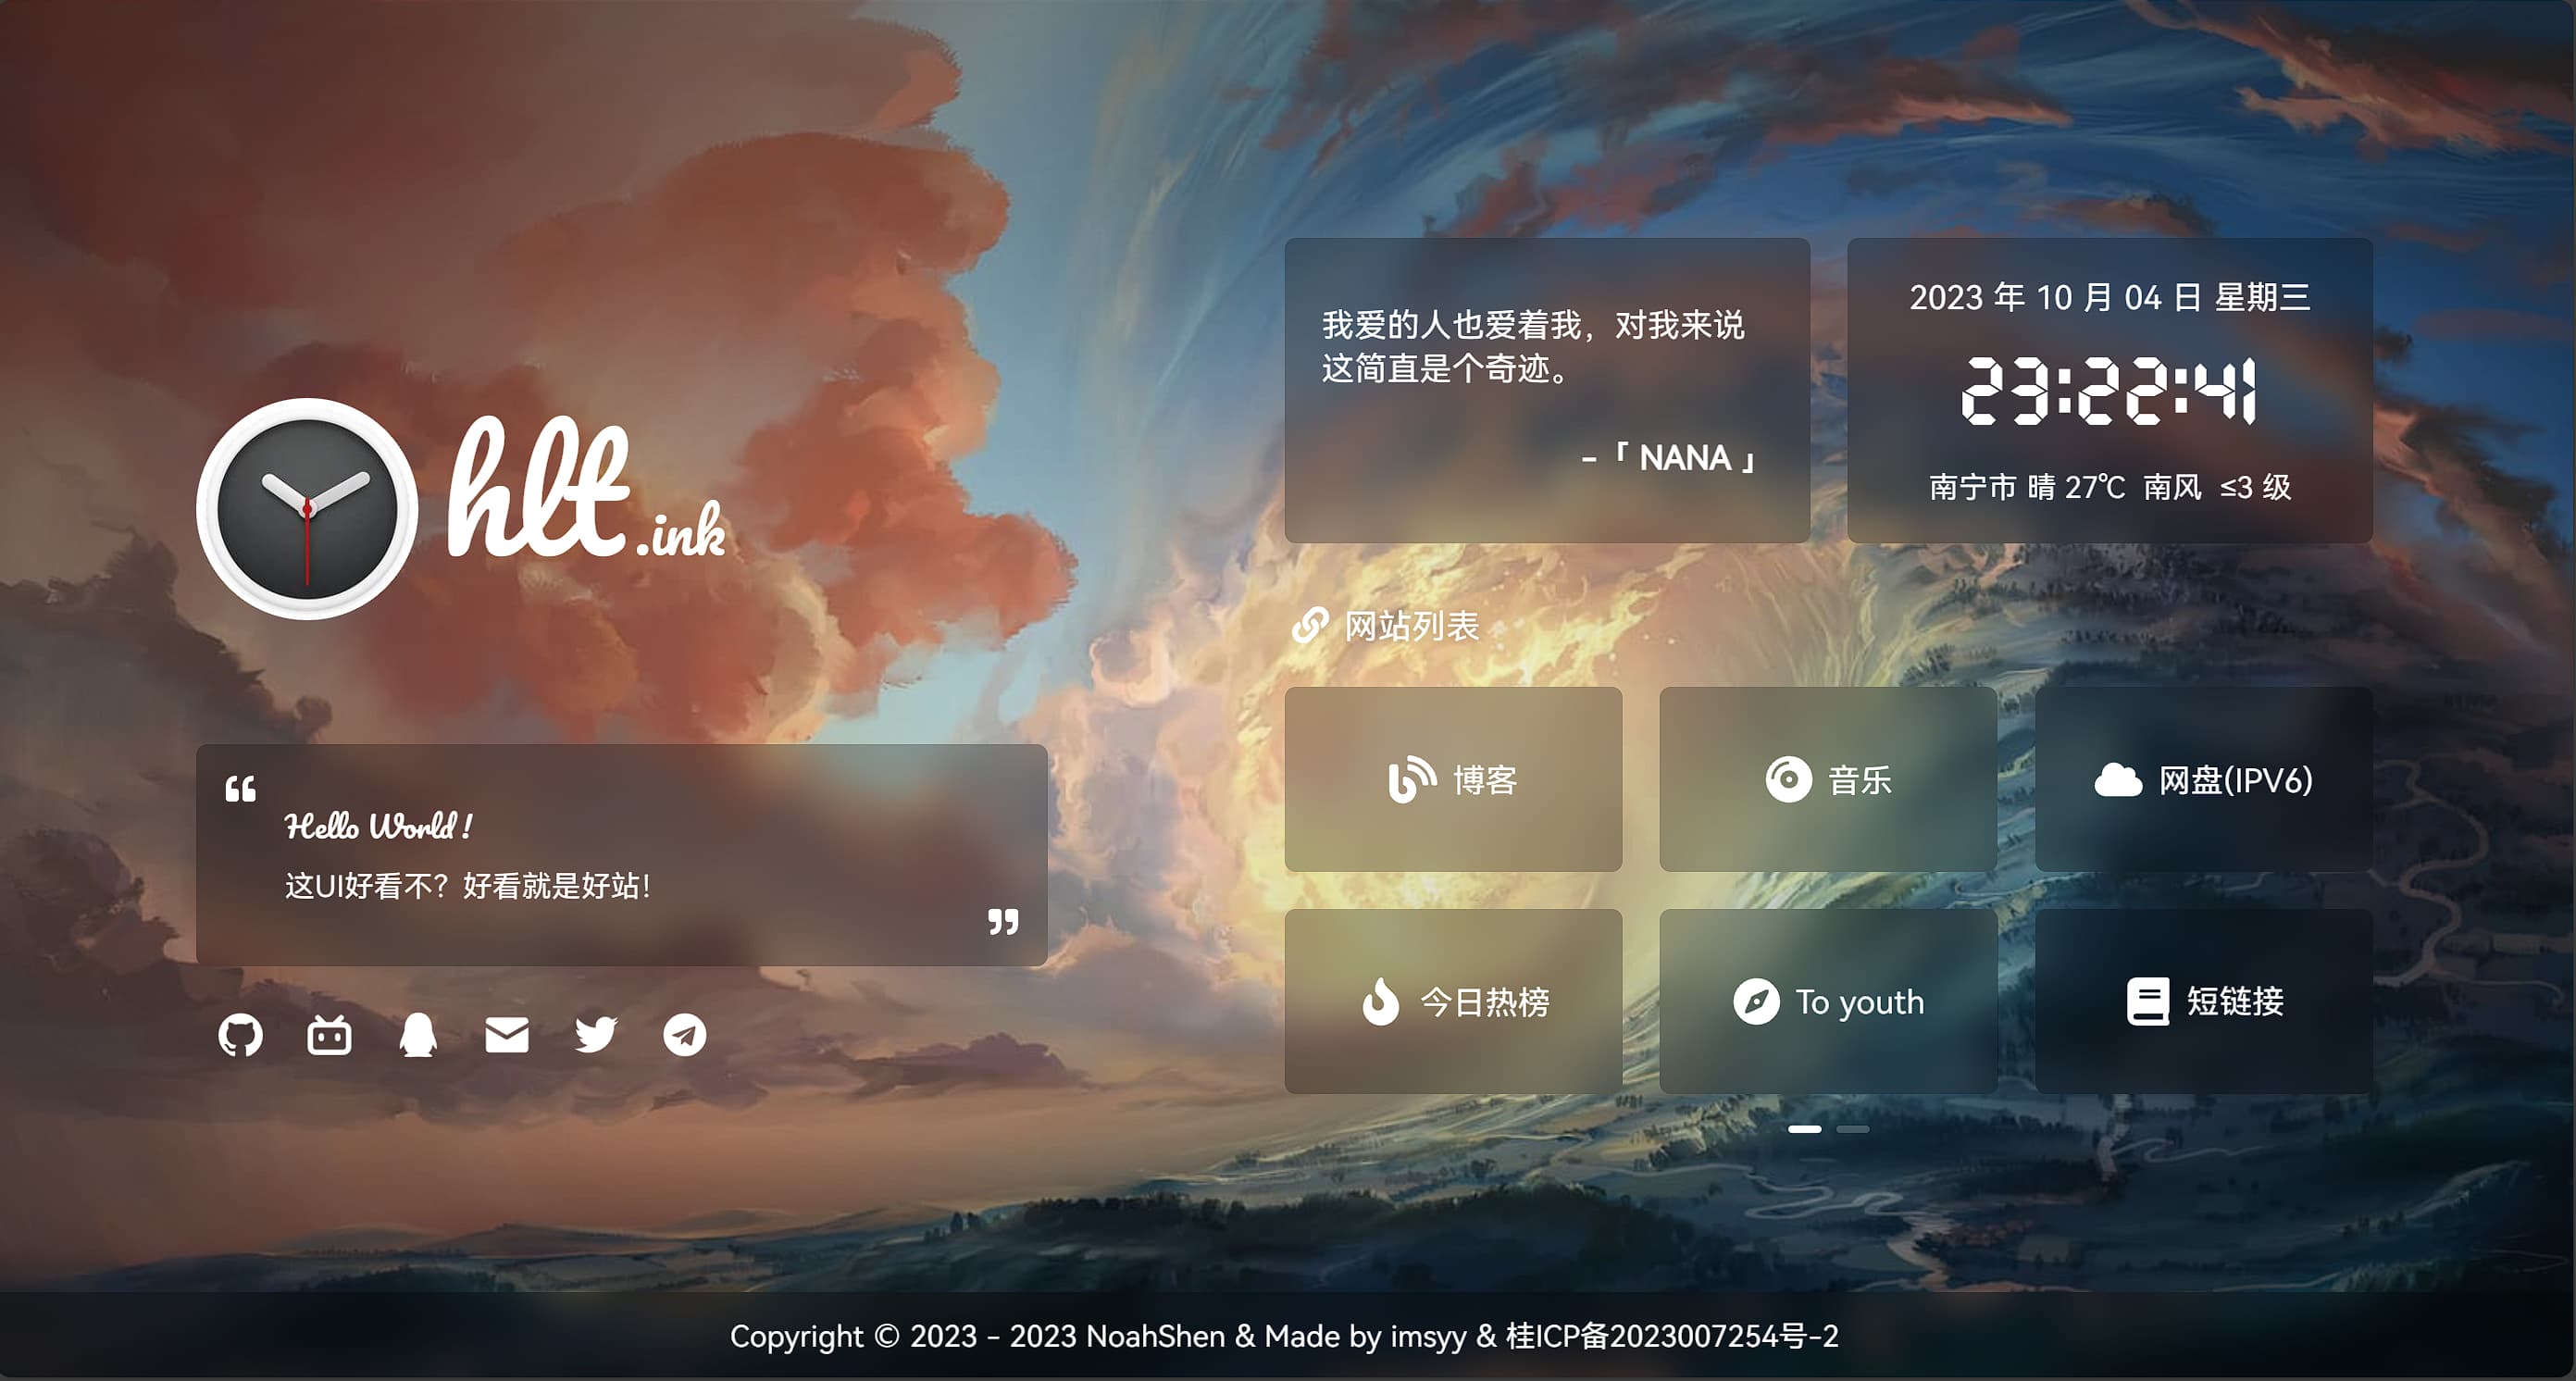 hlt.ink
Hello World !
这UI好看不？好看就是好站！
我爱的人也爱着我，对我来说
这简直是个奇迹。
-「 NANA 」
2023 年 10 月 04 日 星期三
23:22:41
南宁市 晴 27℃ 南风 ≤3 级
网站列表
博客
音乐
网盘(IPV6)
今日热榜
To youth
短链接
Copyright © 2023 - 2023 NoahShen & Made by imsyy & 桂ICP备2023007254号-2